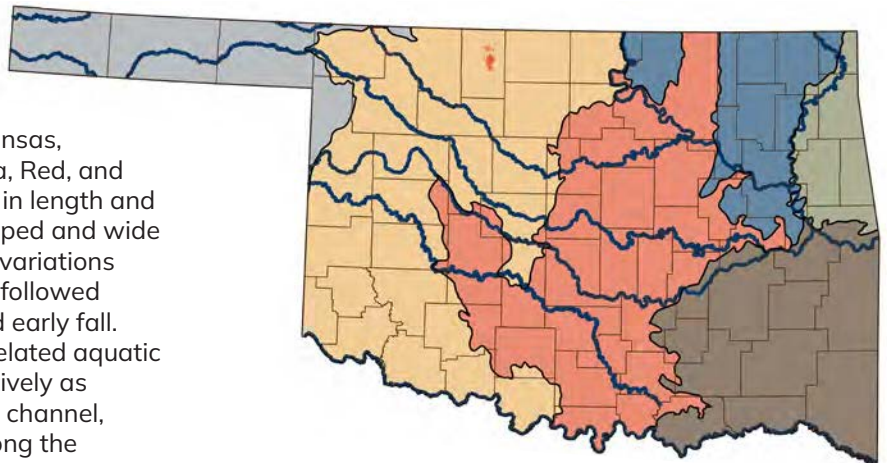 nsas,
a, Red, and
in length and
ped and wide
variations
followed
d early fall.
elated aquatic
ively as
channel,
ong the